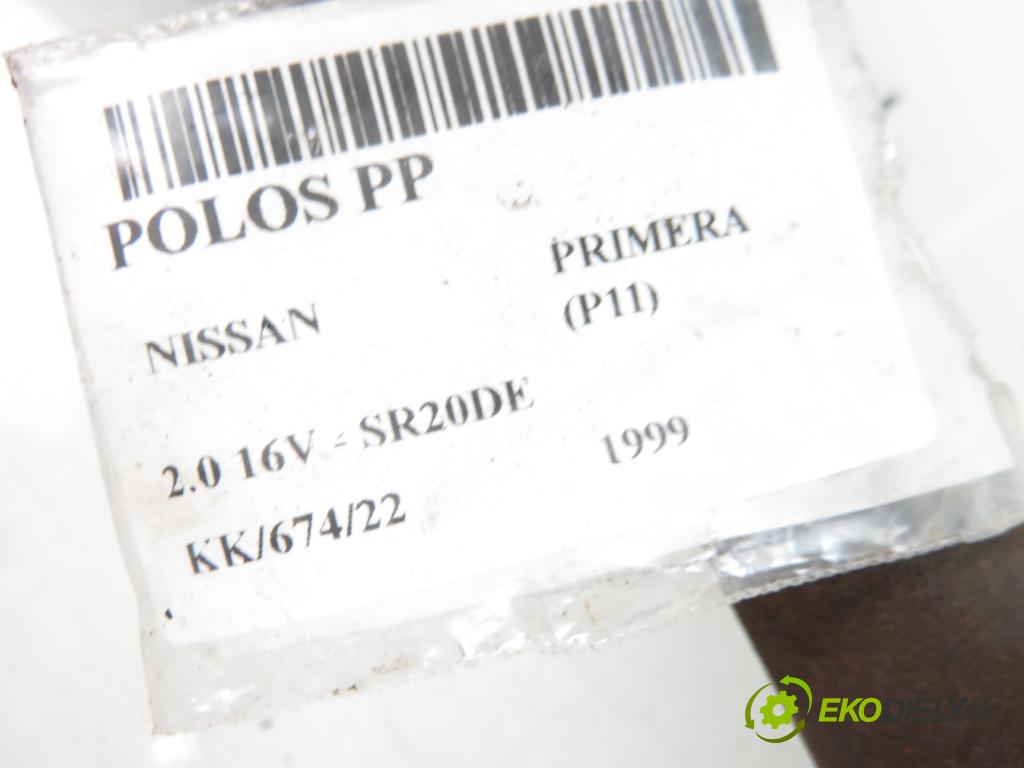 POLOS PP
NISSAN PRIMERA
(P11)
2.0 16V - SR20DE 1999
KK/674/22
EKODIELY.sk